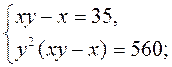 xy − x = 35,
y²(xy − x) = 560;